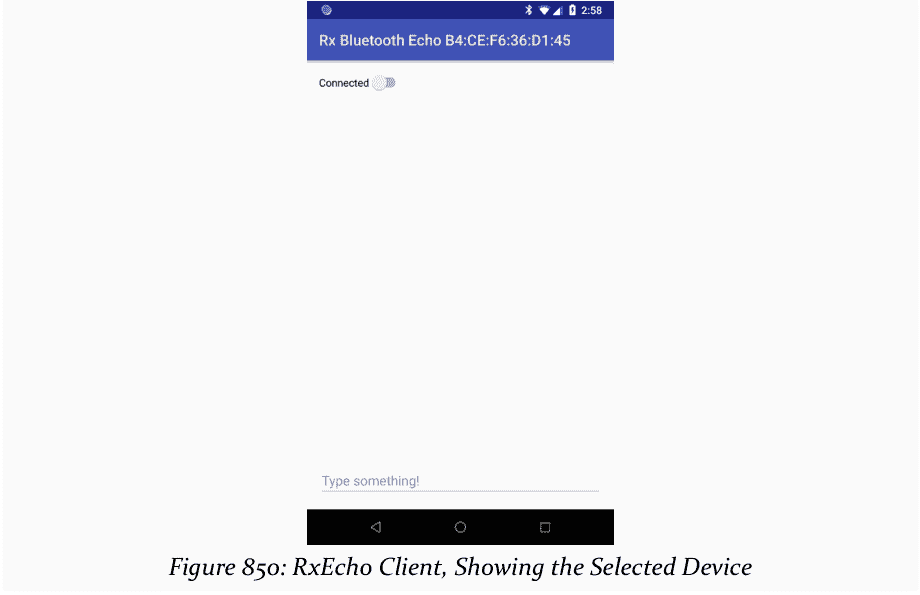 2:58
Rx Bluetooth Echo B4:CE:F6:36:D1:45
Connected
Type something!
Figure 850: RxEcho Client, Showing the Selected Device